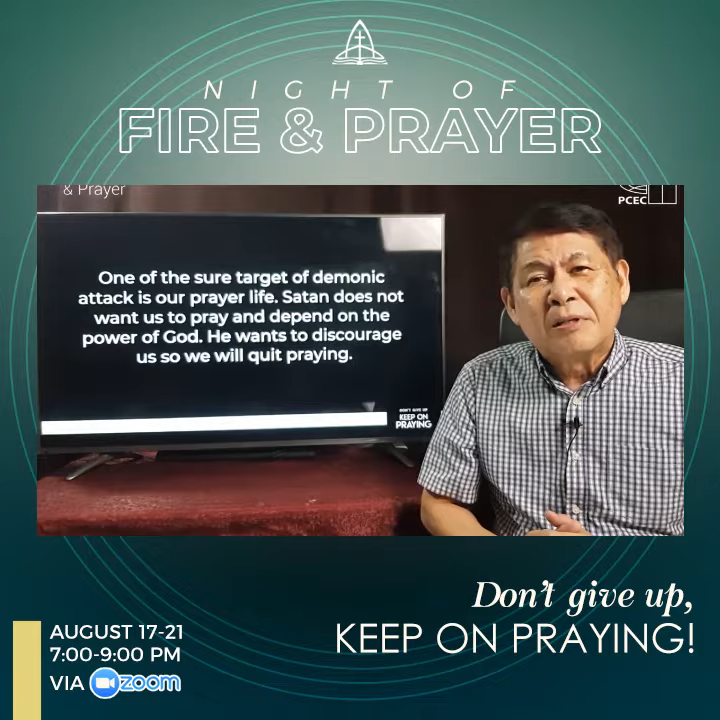 NIGHT OF
FIRE & PRAYER
& Prayer
PCEC
One of the sure target of demonic
attack is our prayer life. Satan does not
want us to pray and depend on the
power of God. He wants to discourage
us so we will quit praying.
DON'T GIVE UP
KEEP ON
PRAYING
Don't give up,
KEEP ON PRAYING!
AUGUST 17-21
7:00-9:00 PM
VIA zoom